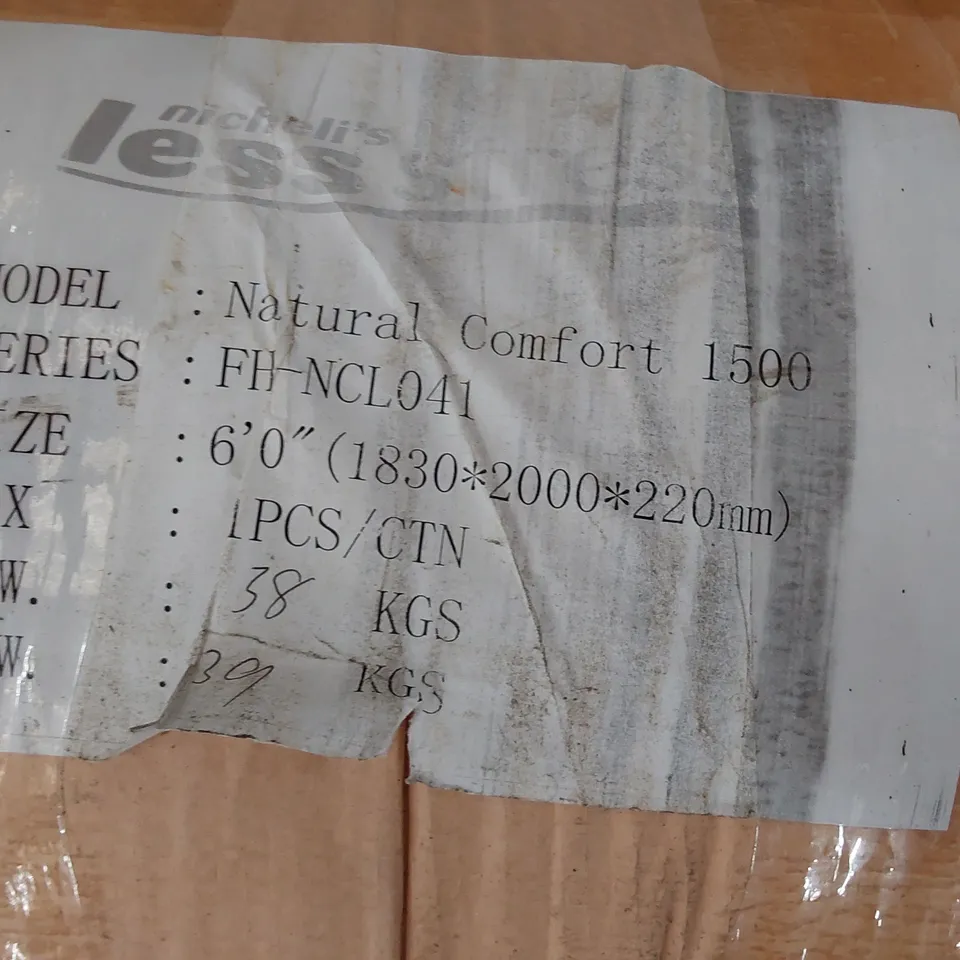 nicheli's
less
ODEL : Natural Comfort 1500
ERIES : FH-NCL041
ZE : 6'0"(1830*2000*220mm)
X : 1PCS/CTN
W. : 38 KGS
W. : 39 KGS